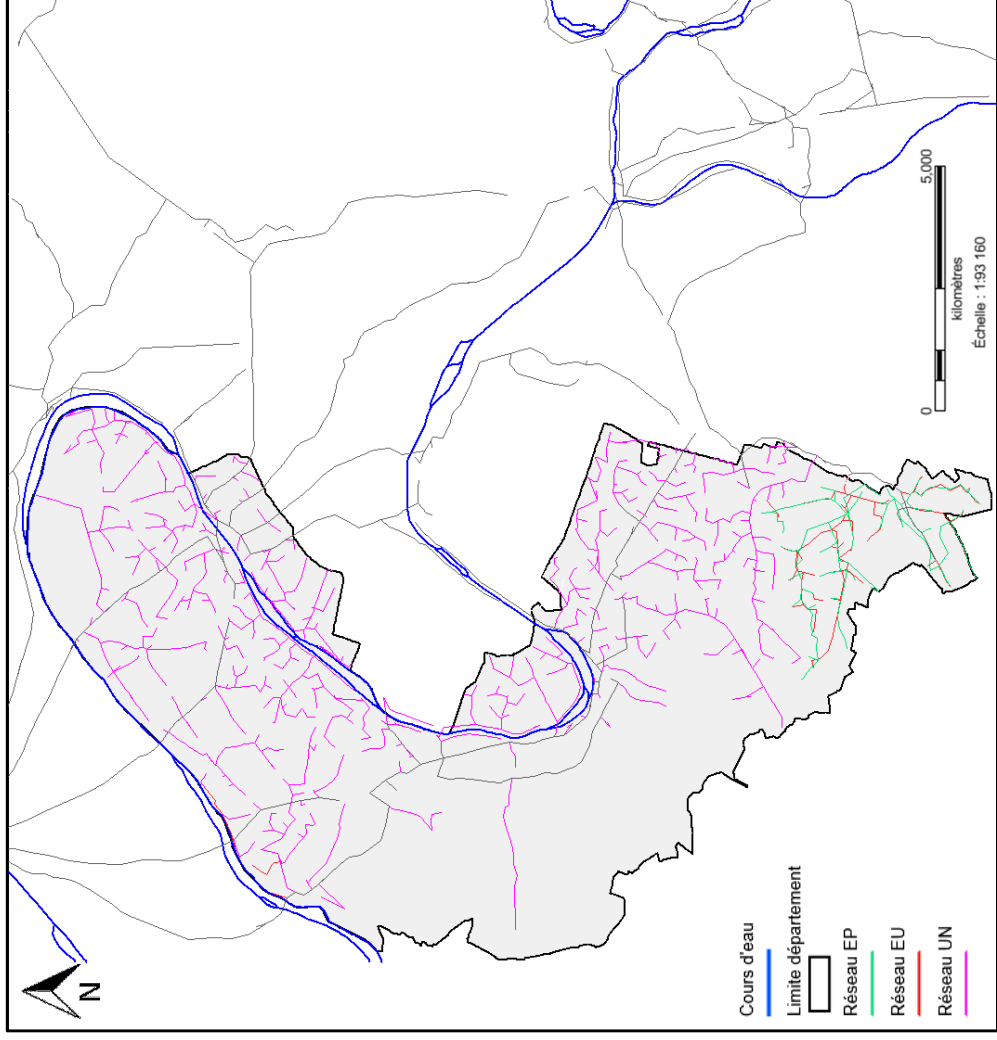 N
Cours d'eau
Limite département
Réseau EP
Réseau EU
Réseau UN
0 5,000
kilomètres
Échelle : 1:93 160